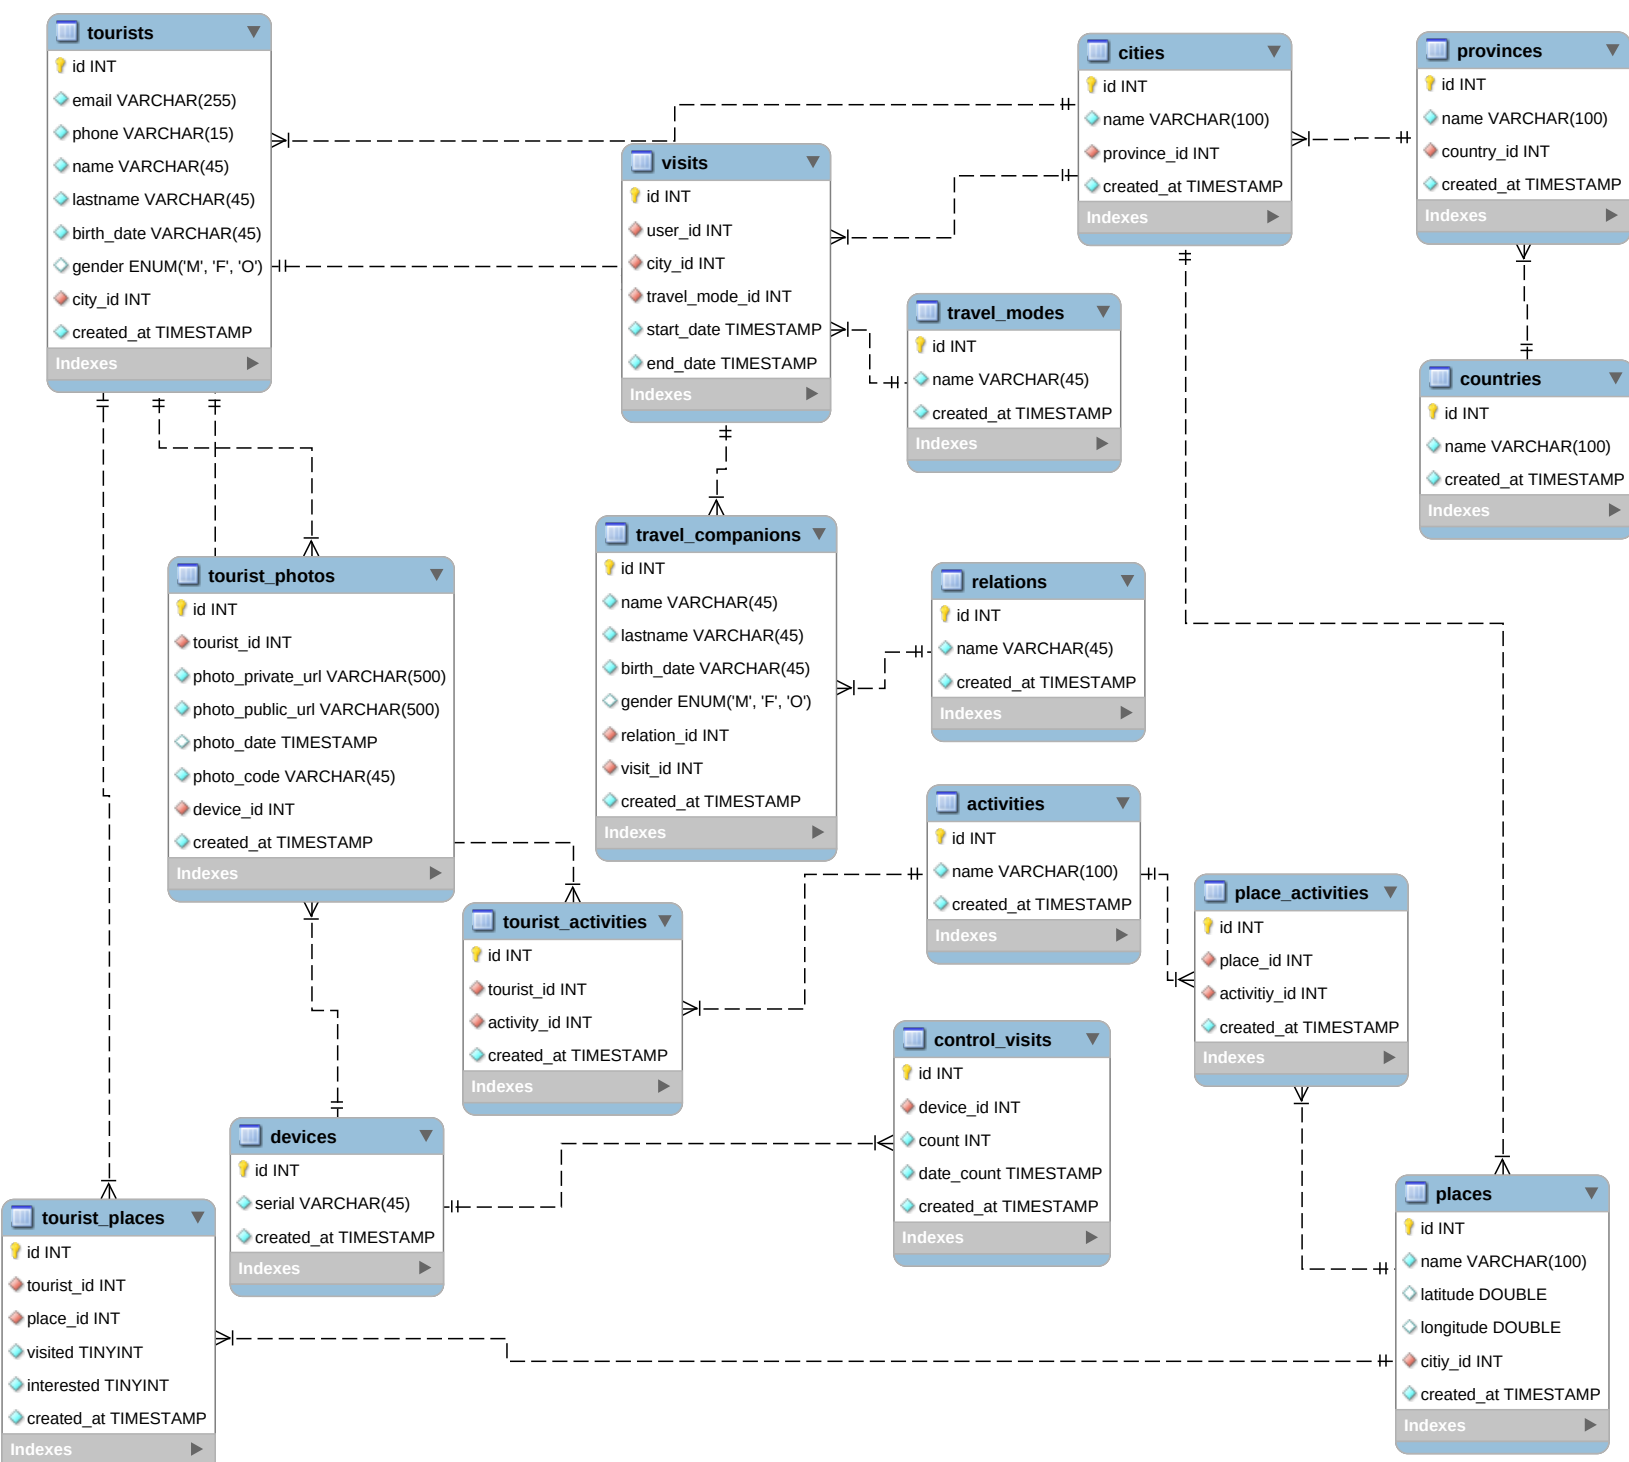 tourists
id INT
email VARCHAR(255)
phone VARCHAR(15)
name VARCHAR(45)
lastname VARCHAR(45)
birth_date VARCHAR(45)
gender ENUM('M', 'F', 'O')
city_id INT
created_at TIMESTAMP
Indexes
visits
id INT
user_id INT
city_id INT
travel_mode_id INT
start_date TIMESTAMP
end_date TIMESTAMP
Indexes
cities
id INT
name VARCHAR(100)
province_id INT
created_at TIMESTAMP
Indexes
provinces
id INT
name VARCHAR(100)
country_id INT
created_at TIMESTAMP
Indexes
travel_modes
id INT
name VARCHAR(45)
created_at TIMESTAMP
Indexes
countries
id INT
name VARCHAR(100)
created_at TIMESTAMP
Indexes
tourist_photos
id INT
tourist_id INT
photo_private_url VARCHAR(500)
photo_public_url VARCHAR(500)
photo_date TIMESTAMP
photo_code VARCHAR(45)
device_id INT
created_at TIMESTAMP
Indexes
travel_companions
id INT
name VARCHAR(45)
lastname VARCHAR(45)
birth_date VARCHAR(45)
gender ENUM('M', 'F', 'O')
relation_id INT
visit_id INT
created_at TIMESTAMP
Indexes
relations
id INT
name VARCHAR(45)
created_at TIMESTAMP
Indexes
activities
id INT
name VARCHAR(100)
created_at TIMESTAMP
Indexes
place_activities
id INT
place_id INT
activitiy_id INT
created_at TIMESTAMP
Indexes
tourist_activities
id INT
tourist_id INT
activity_id INT
created_at TIMESTAMP
Indexes
control_visits
id INT
device_id INT
count INT
date_count TIMESTAMP
created_at TIMESTAMP
Indexes
devices
id INT
serial VARCHAR(45)
created_at TIMESTAMP
Indexes
tourist_places
id INT
tourist_id INT
place_id INT
visited TINYINT
interested TINYINT
created_at TIMESTAMP
Indexes
places
id INT
name VARCHAR(100)
latitude DOUBLE
longitude DOUBLE
citiy_id INT
created_at TIMESTAMP
Indexes